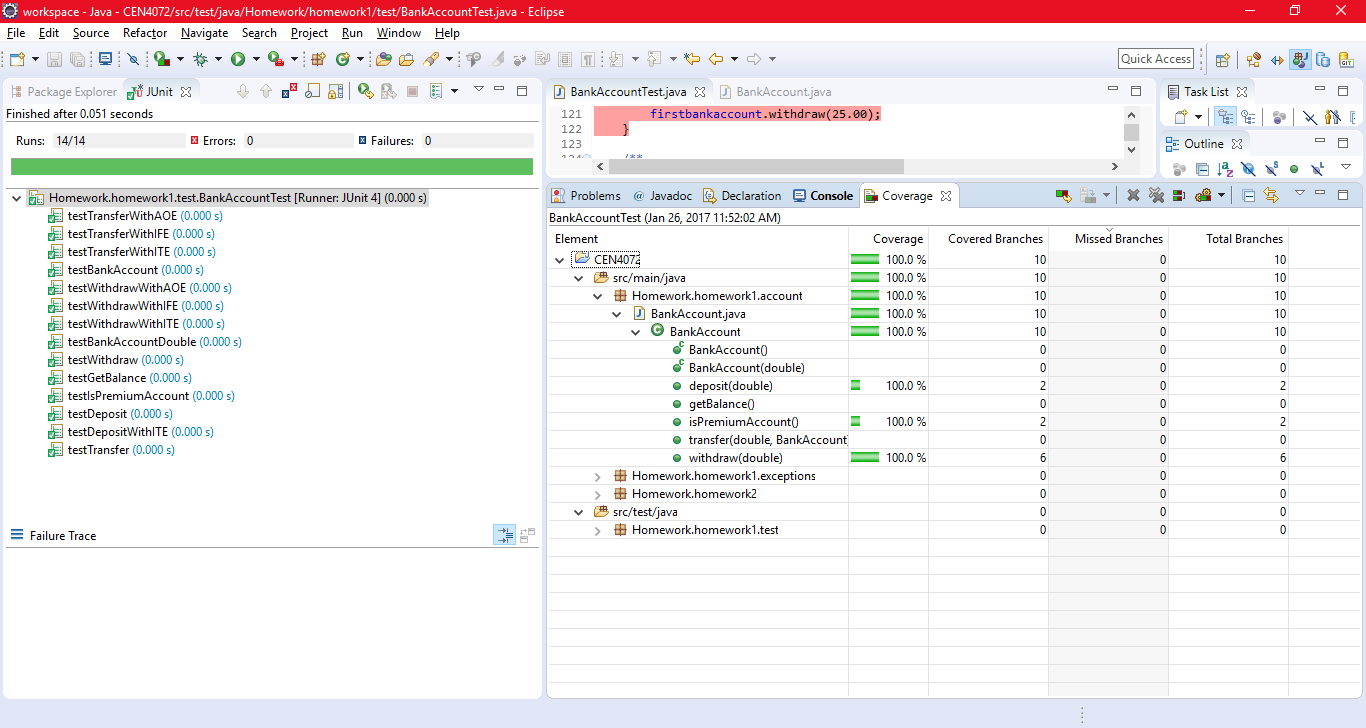 workspace - Java - CEN4072/src/test/java/Homework/homework1/test/BankAccountTest.java - Eclipse
File Edit Source Refactor Navigate Search Project Run Window Help
Quick Access
Package Explorer JUnit
Finished after 0.051 seconds
Runs: 14/14 Errors: 0 Failures: 0
Homework.homework1.test.BankAccountTest [Runner: JUnit 4] (0.000 s)
testTransferWithAOE (0.000 s)
testTransferWithIFE (0.000 s)
testTransferWithITE (0.000 s)
testBankAccount (0.000 s)
testWithdrawWithAOE (0.000 s)
testWithdrawWithIFE (0.000 s)
testWithdrawWithITE (0.000 s)
testBankAccountDouble (0.000 s)
testWithdraw (0.000 s)
testGetBalance (0.000 s)
testIsPremiumAccount (0.000 s)
testDeposit (0.000 s)
testDepositWithITE (0.000 s)
testTransfer (0.000 s)
Failure Trace
BankAccountTest.java BankAccount.java
121 firstbankaccount.withdraw(25.00);
122 }
123
124 /**
Task List
Outline
Problems @ Javadoc Declaration Console Coverage
BankAccountTest (Jan 26, 2017 11:52:02 AM)
Element Coverage Covered Branches Missed Branches Total Branches
CEN4072 100.0 % 10 0 10
src/main/java 100.0 % 10 0 10
Homework.homework1.account 100.0 % 10 0 10
BankAccount.java 100.0 % 10 0 10
BankAccount 100.0 % 10 0 10
BankAccount() 0 0 0
BankAccount(double) 0 0 0
deposit(double) 100.0 % 2 0 2
getBalance() 0 0 0
isPremiumAccount() 100.0 % 2 0 2
transfer(double, BankAccount 0 0 0
withdraw(double) 100.0 % 6 0 6
Homework.homework1.exceptions 0 0 0
Homework.homework2 0 0 0
src/test/java 0 0 0
Homework.homework1.test 0 0 0